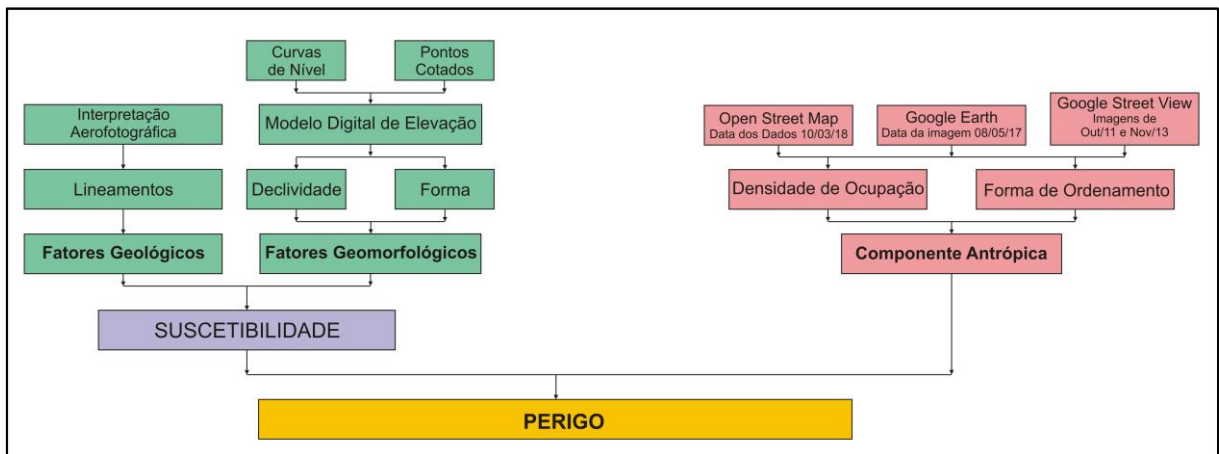 Curvas
de Nível
Pontos
Cotados
Interpretação
Aerofotográfica
Modelo Digital de Elevação
Open Street Map
Data dos Dados 10/03/18
Google Earth
Data da imagem 08/05/17
Google Street View
Imagens de
Out/11 e Nov/13
Lineamentos
Declividade
Forma
Densidade de Ocupação
Forma de Ordenamento
Fatores Geológicos
Fatores Geomorfológicos
Componente Antrópica
SUSCETIBILIDADE
PERIGO